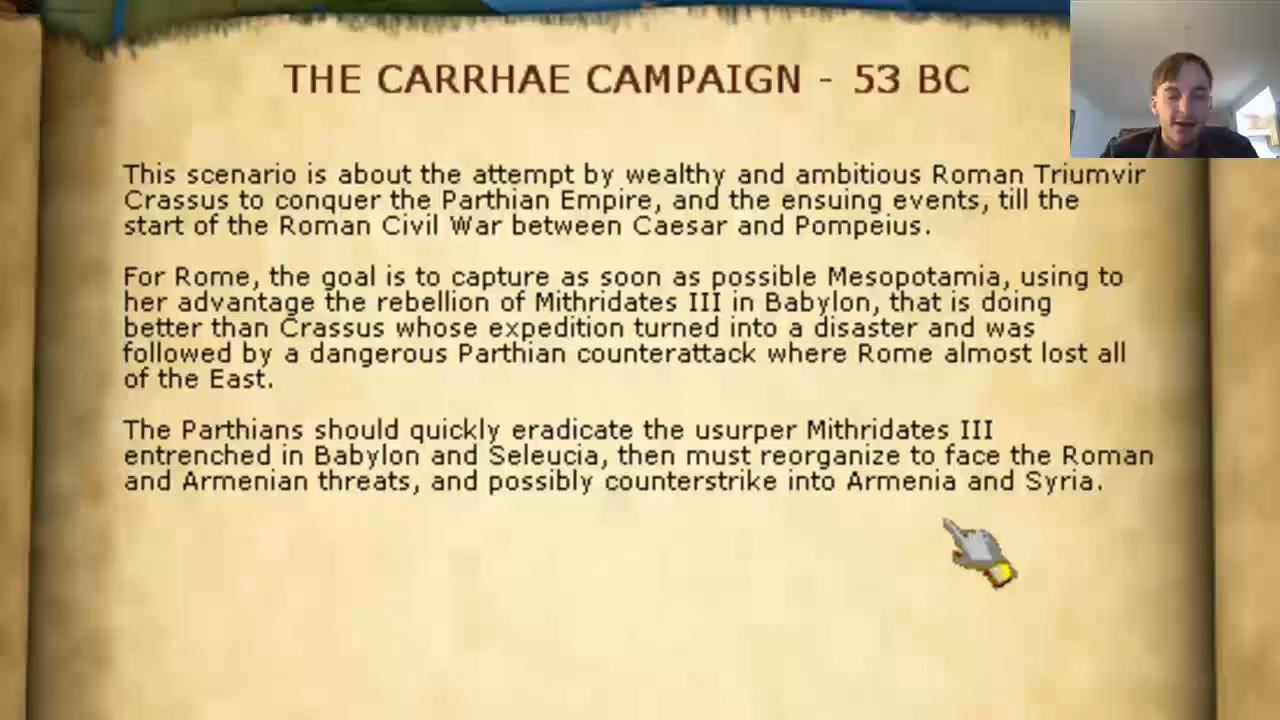 THE CARRHAE CAMPAIGN - 53 BC
This scenario is about the attempt by wealthy and ambitious Roman Triumvir
Crassus to conquer the Parthian Empire, and the ensuing events, till the
start of the Roman Civil War between Caesar and Pompeius.
For Rome, the goal is to capture as soon as possible Mesopotamia, using to
her advantage the rebellion of Mithridates III in Babylon, that is doing
better than Crassus whose expedition turned into a disaster and was
followed by a dangerous Parthian counterattack where Rome almost lost all
of the East.
The Parthians should quickly eradicate the usurper Mithridates III
entrenched in Babylon and Seleucia, then must reorganize to face the Roman
and Armenian threats, and possibly counterstrike into Armenia and Syria.